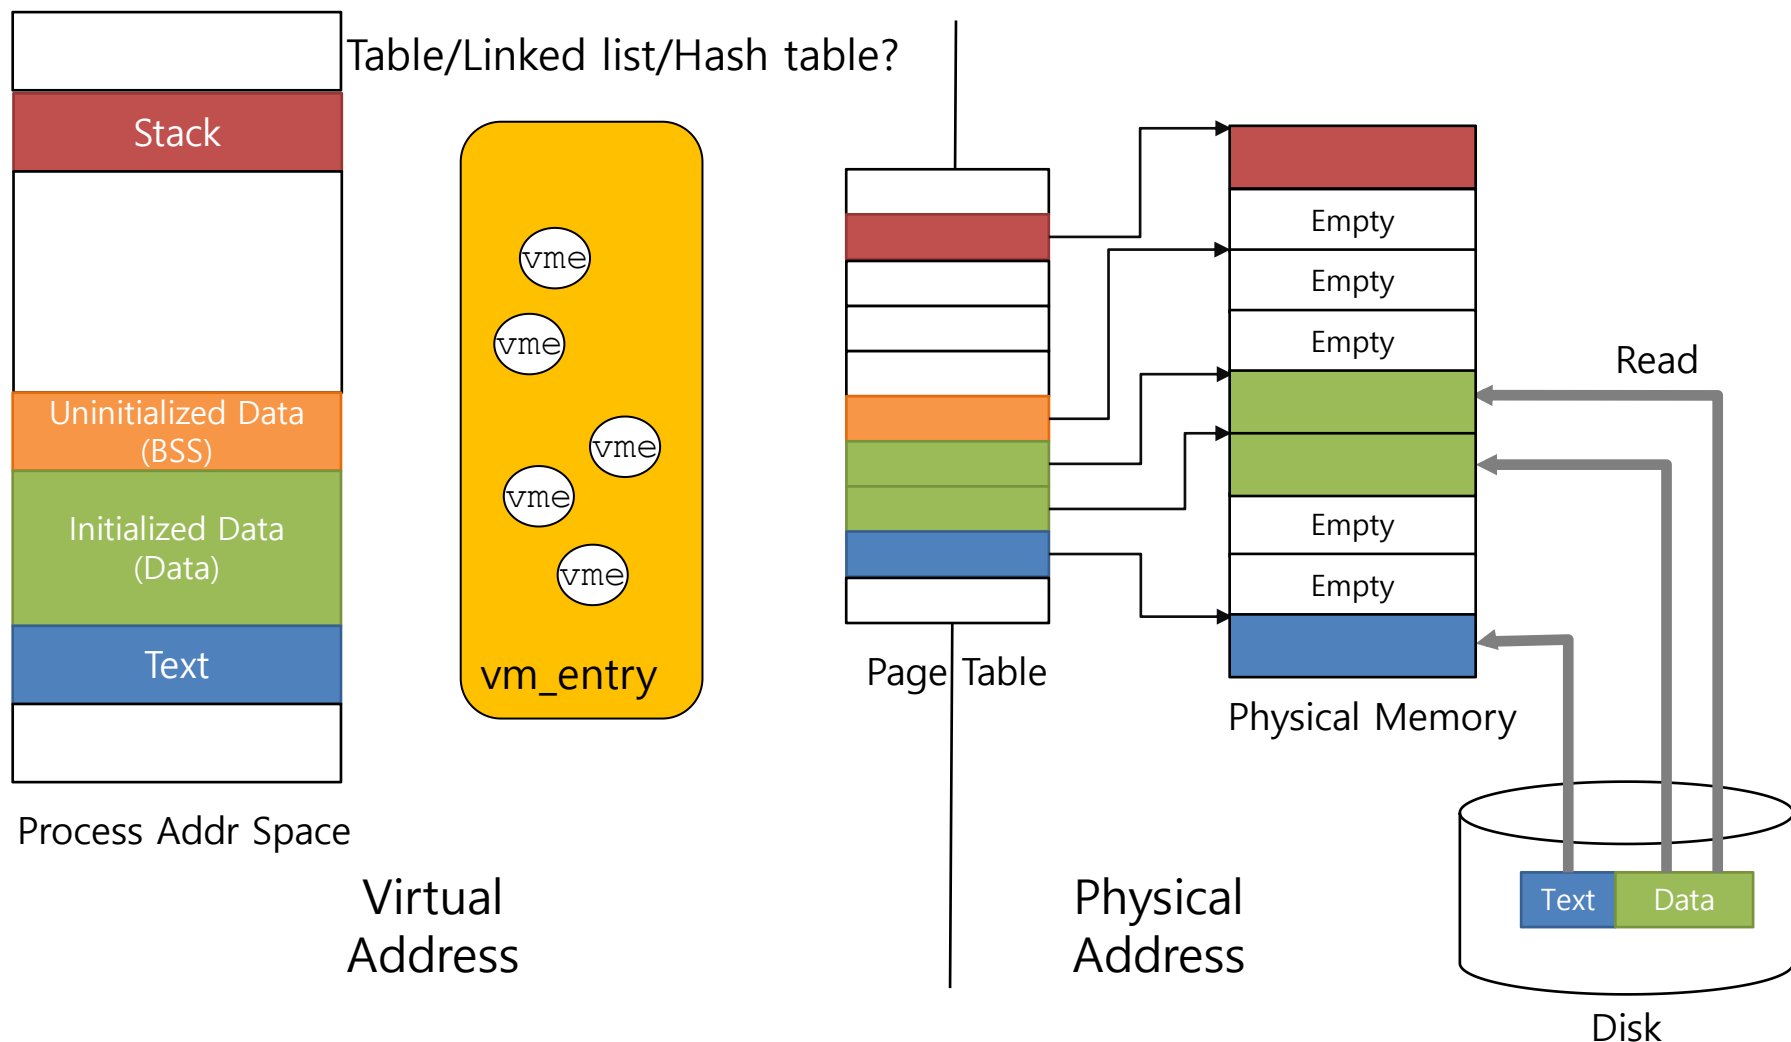 Table/Linked list/Hash table?
Stack
Uninitialized Data
(BSS)
Initialized Data
(Data)
Text
Process Addr Space
vme
vme
vme
vme
vme
vm_entry
Page Table
Empty
Empty
Empty
Empty
Empty
Physical Memory
Read
Text
Data
Disk
Virtual
Address
Physical
Address